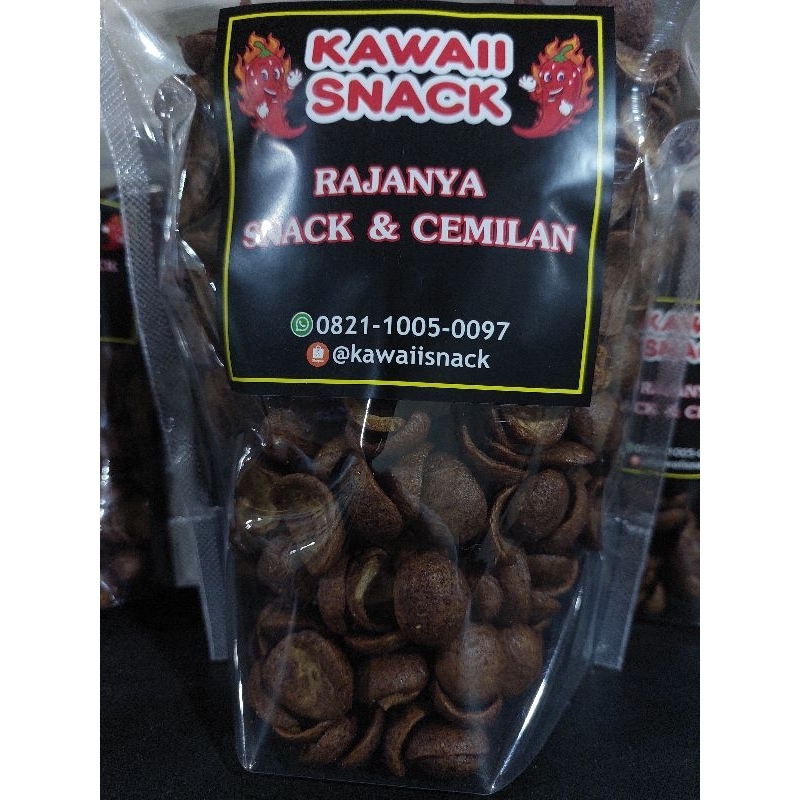 KAWAII
SNACK
RAJANYA
SNACK & CEMILAN
0821-1005-0097
@kawaiisnack